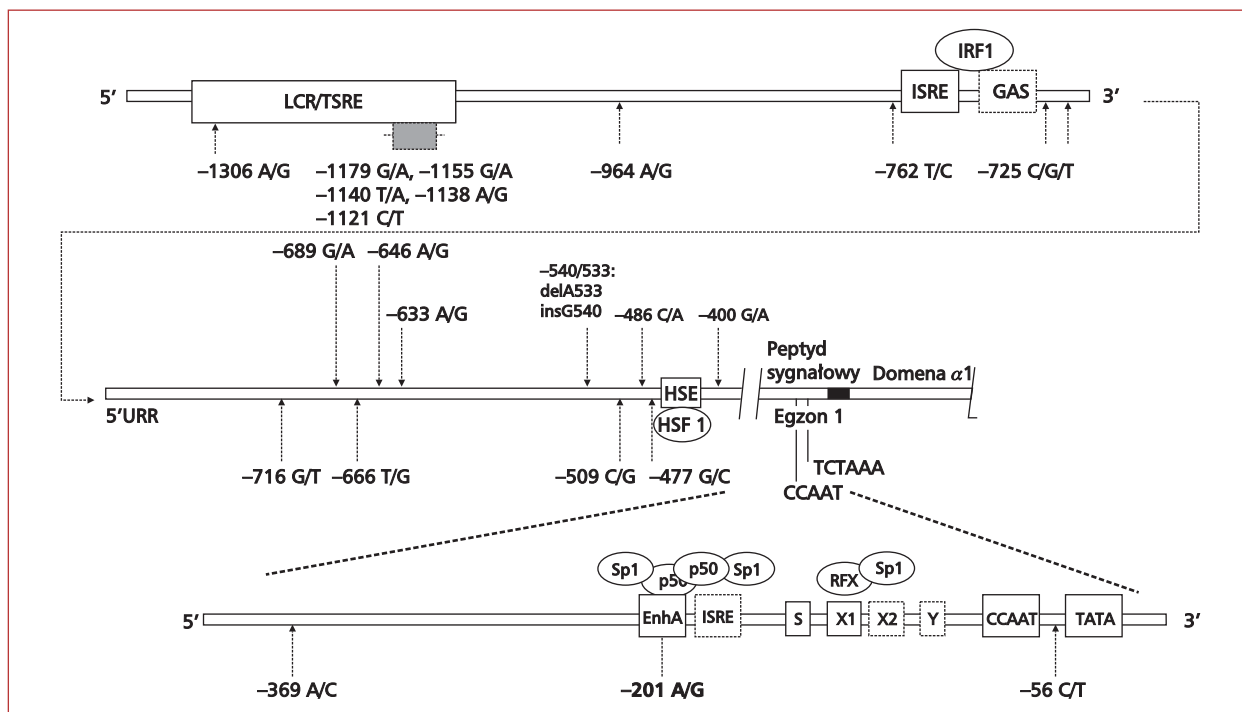 IRF1
5’ LCR/TSRE ISRE GAS 3’
–1306 A/G –1179 G/A, –1155 G/A –964 A/G –762 T/C –725 C/G/T
–1140 T/A, –1138 A/G
–1121 C/T
–689 G/A –646 A/G
–540/533:
delA533
–633 A/G insG540 –486 C/A –400 G/A
Peptyd
sygnałowy Domena α1
HSE
5’URR HSF 1 Egzon 1
–716 G/T –666 T/G –509 C/G –477 G/C TCTAAA
CCAAT
Sp1 p50 p50 Sp1 RFX Sp1
5’ EnhA ISRE S X1 X2 Y CCAAT TATA 3’
–369 A/C –201 A/G –56 C/T